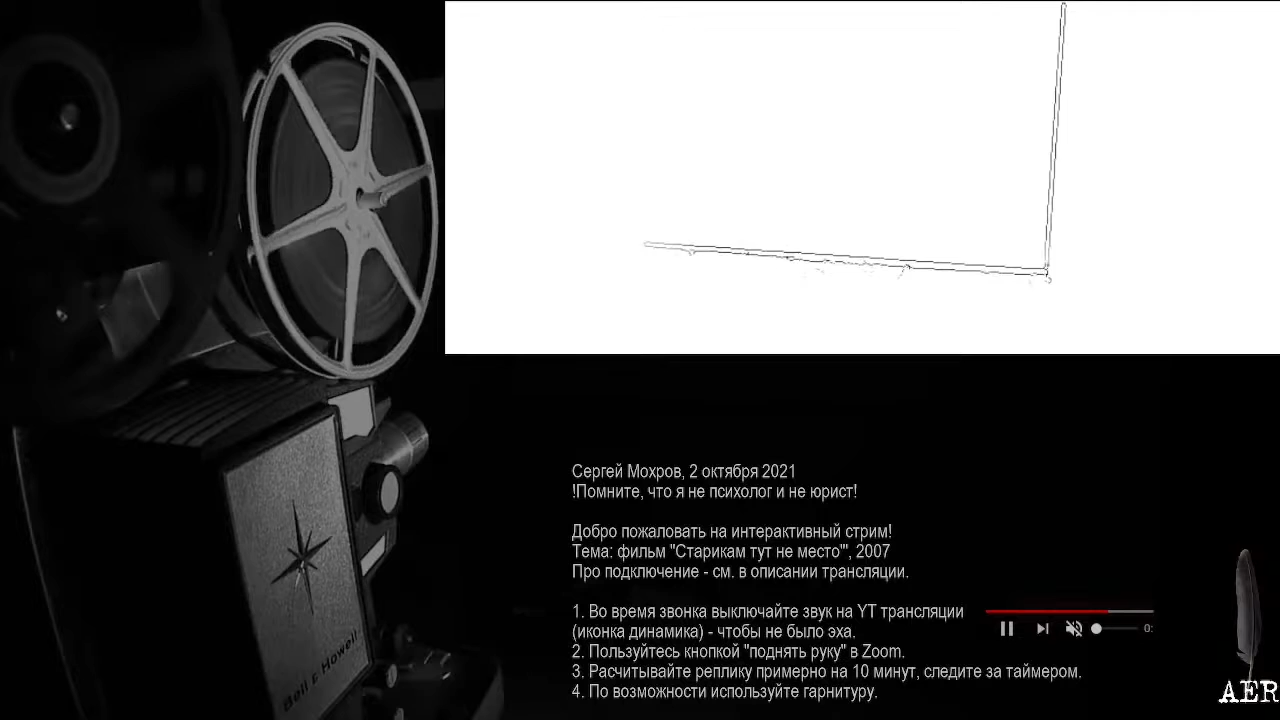 Сергей Мохров, 2 октября 2021
!Помните, что я не психолог и не юрист!
Добро пожаловать на интерактивный стрим!
Тема: фильм "Старикам тут не место'", 2007
Про подключение - см. в описании трансляции.
1. Во время звонка выключайте звук на YT трансляции
(иконка динамика) - чтобы не было эха.
2. Пользуйтесь кнопкой "поднять руку" в Zoom.
3. Расчитывайте реплику примерно на 10 минут, следите за таймером.
4. По возможности используйте гарнитуру.
0:
Bell & Howell
AER